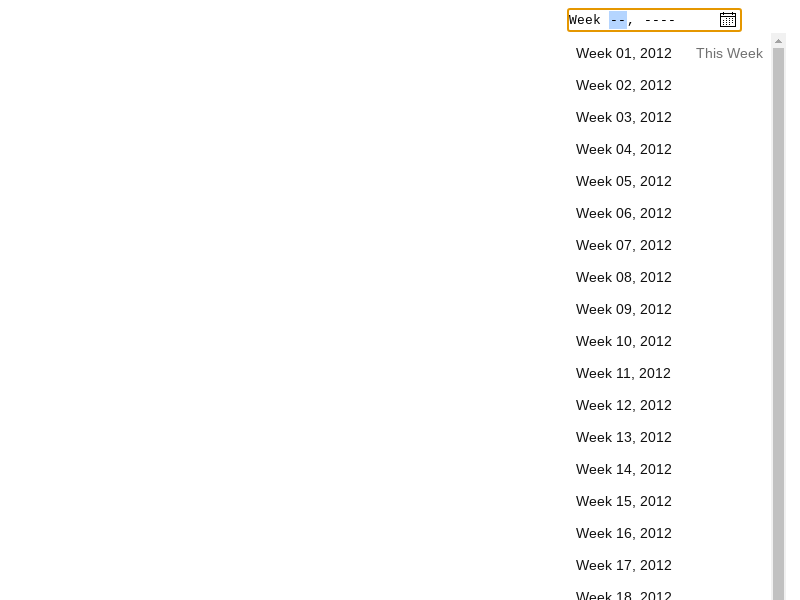 Week --, ----
Week 01, 2012 This Week
Week 02, 2012
Week 03, 2012
Week 04, 2012
Week 05, 2012
Week 06, 2012
Week 07, 2012
Week 08, 2012
Week 09, 2012
Week 10, 2012
Week 11, 2012
Week 12, 2012
Week 13, 2012
Week 14, 2012
Week 15, 2012
Week 16, 2012
Week 17, 2012
Week 18, 2012